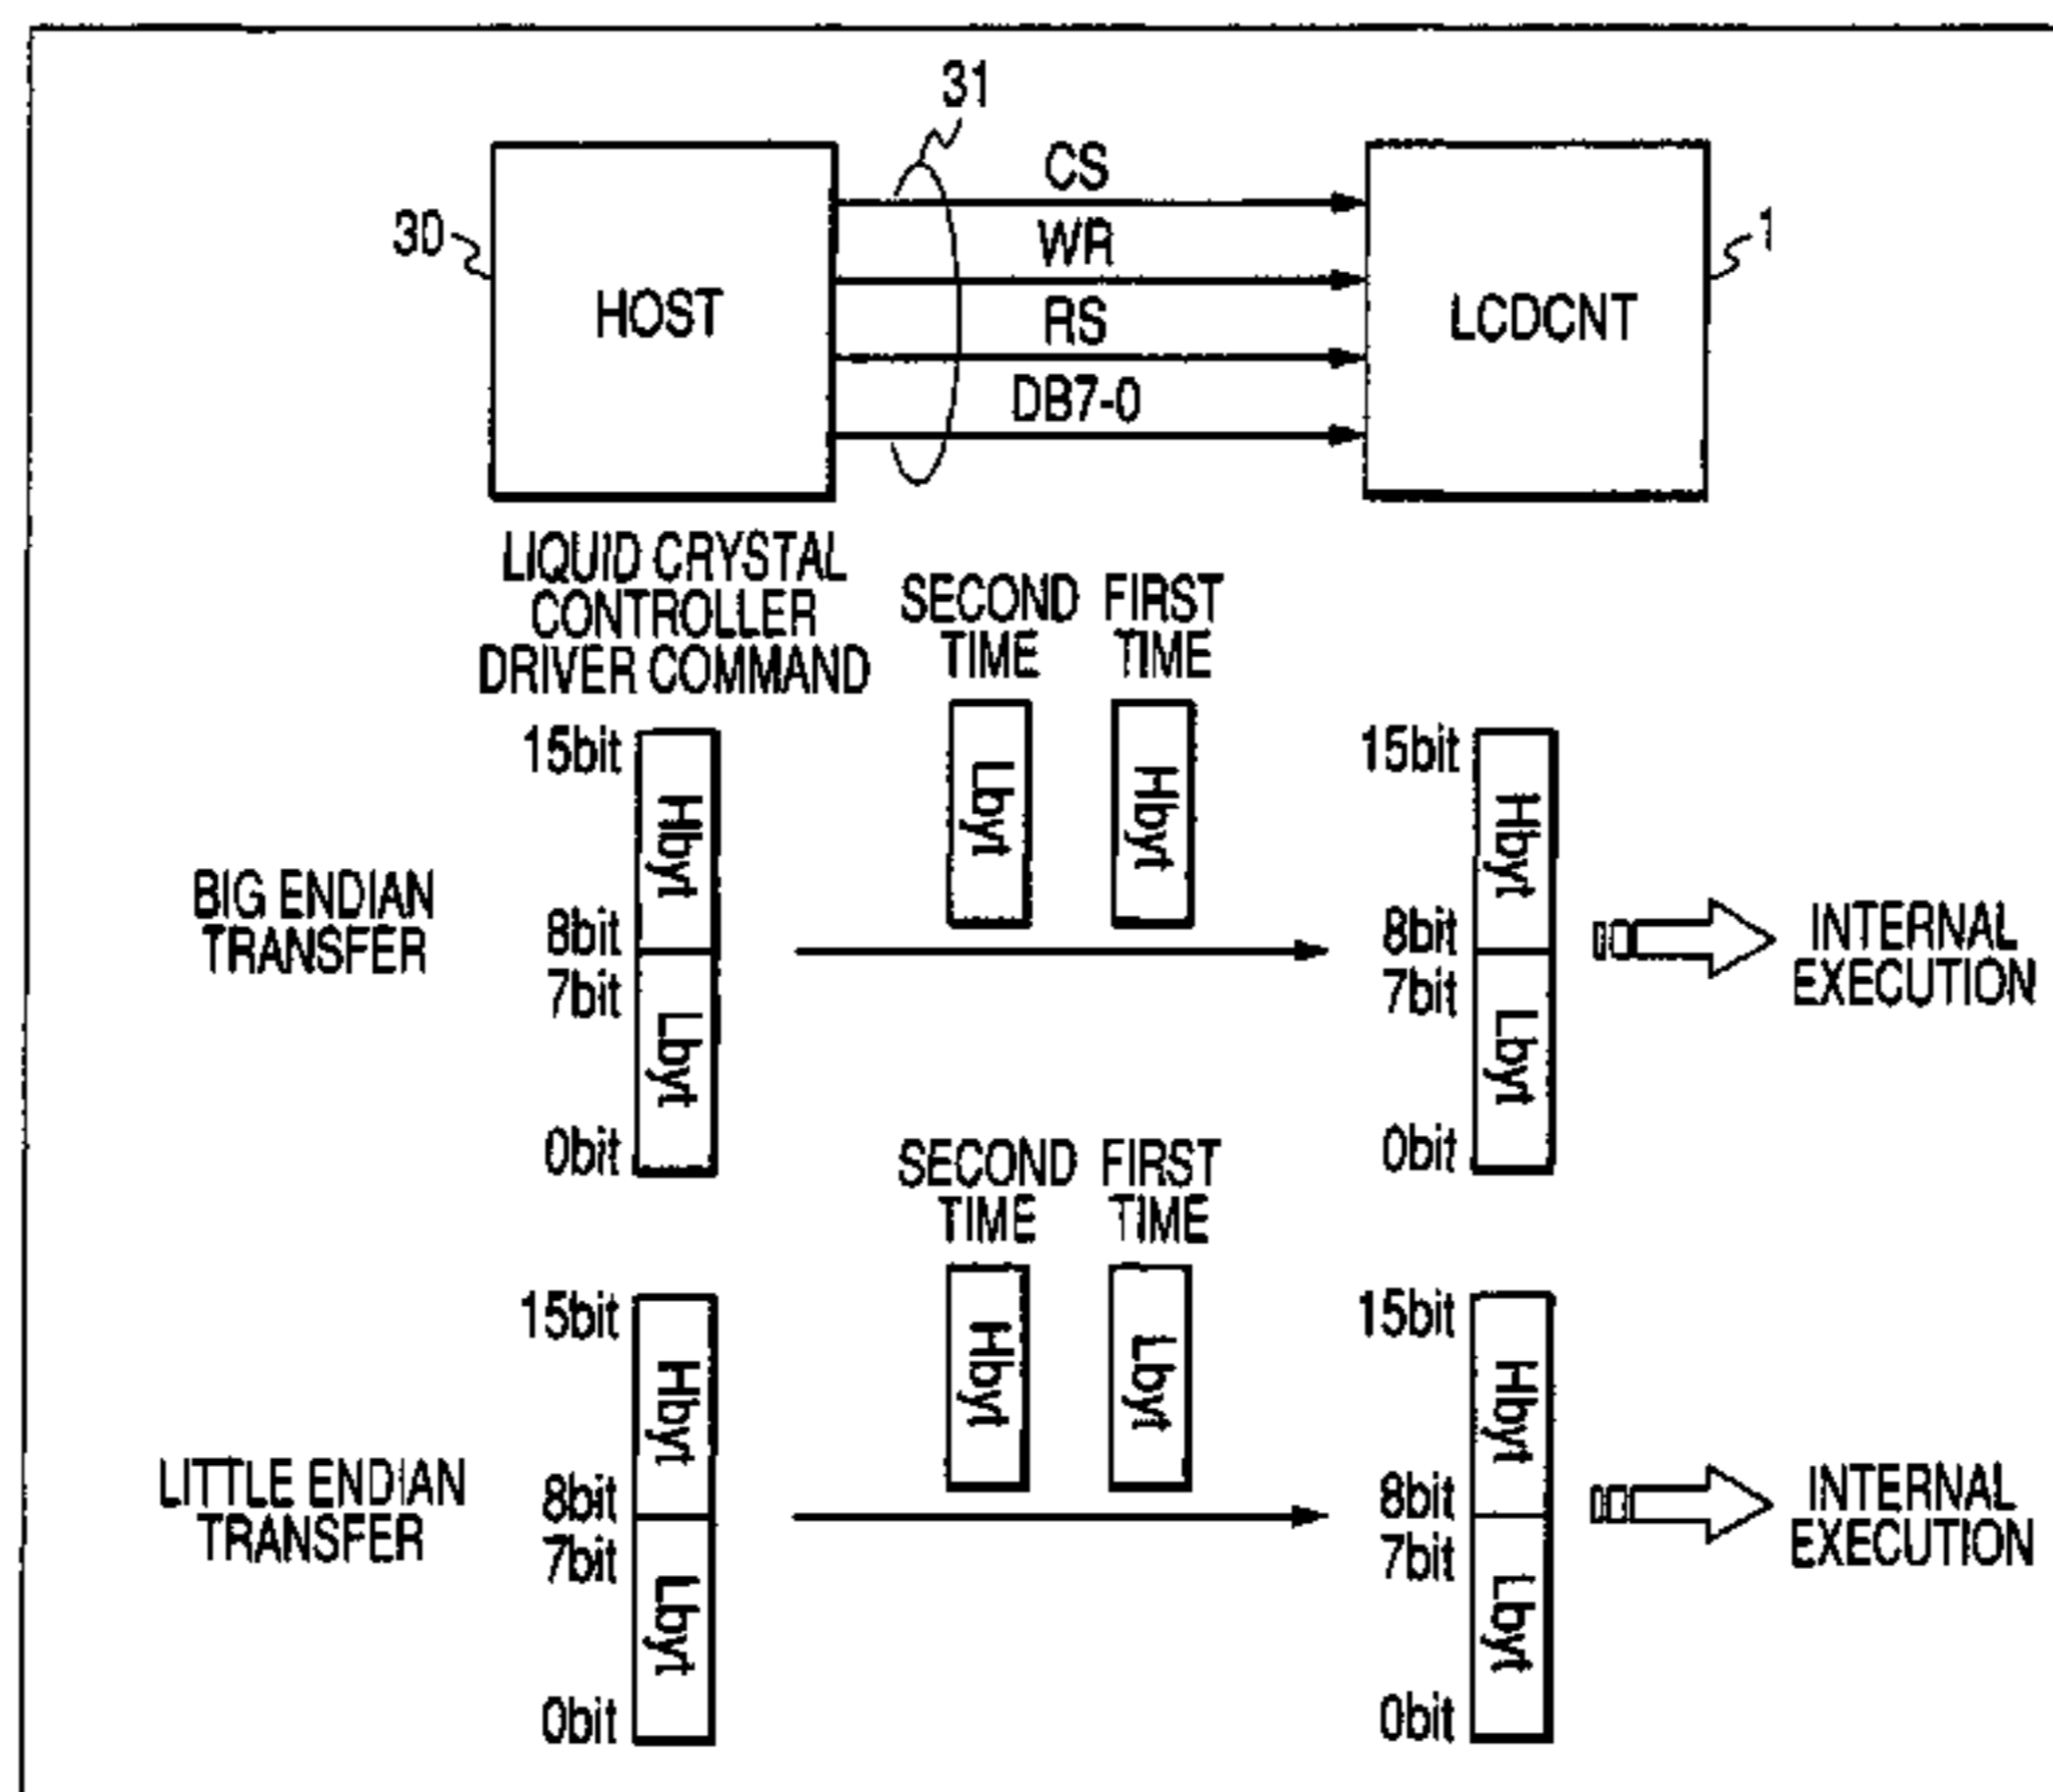 31
CS
30
WR
1
HOST
RS
LCDCNT
DB7-0
LIQUID CRYSTAL
CONTROLLER
DRIVER COMMAND
SECOND
TIME
FIRST
TIME
15bit
Hbyt
8bit
7bit
Lbyt
0bit
Lbyt
Hbyt
15bit
Hbyt
8bit
7bit
Lbyt
0bit
BIG ENDIAN
TRANSFER
INTERNAL
EXECUTION
SECOND
TIME
FIRST
TIME
15bit
Hbyt
8bit
7bit
Lbyt
0bit
Hbyt
Lbyt
15bit
Hbyt
8bit
7bit
Lbyt
0bit
LITTLE ENDIAN
TRANSFER
INTERNAL
EXECUTION